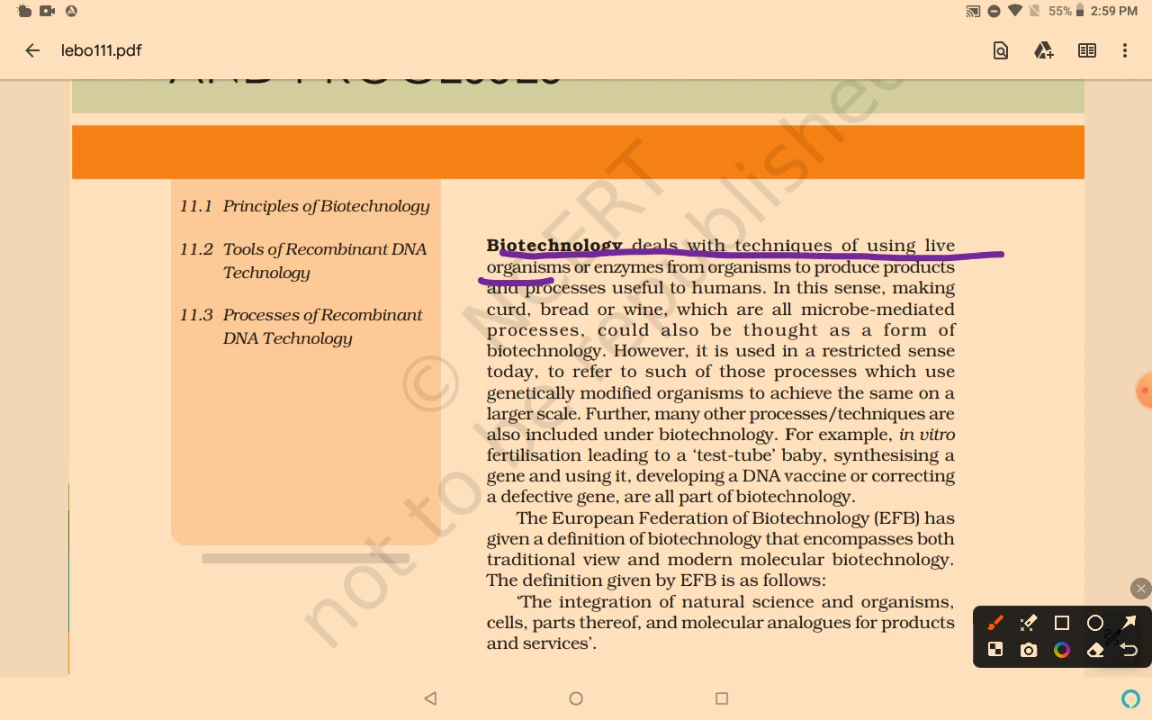 55% 2:59 PM
lebo111.pdf
11.1 Principles of Biotechnology
11.2 Tools of Recombinant DNA
Technology
11.3 Processes of Recombinant
DNA Technology
Biotechnology deals with techniques of using live
organisms or enzymes from organisms to produce products
and processes useful to humans. In this sense, making
curd, bread or wine, which are all microbe-mediated
processes, could also be thought as a form of
biotechnology. However, it is used in a restricted sense
today, to refer to such of those processes which use
genetically modified organisms to achieve the same on a
larger scale. Further, many other processes/techniques are
also included under biotechnology. For example, in vitro
fertilisation leading to a ‘test-tube’ baby, synthesising a
gene and using it, developing a DNA vaccine or correcting
a defective gene, are all part of biotechnology.
The European Federation of Biotechnology (EFB) has
given a definition of biotechnology that encompasses both
traditional view and modern molecular biotechnology.
The definition given by EFB is as follows:
‘The integration of natural science and organisms,
cells, parts thereof, and molecular analogues for products
and services’.
© NCERT
not to be republished